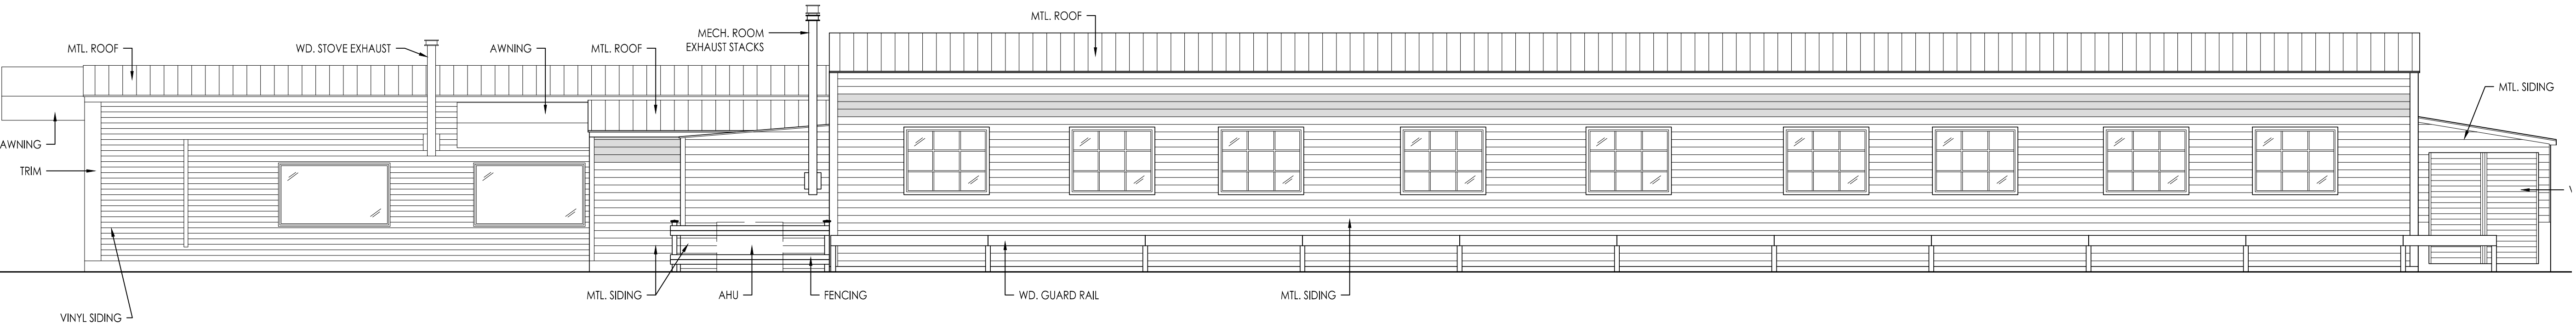 MTL. ROOF
MECH. ROOM
EXHAUST STACKS
MTL. ROOF
WD. STOVE EXHAUST
AWNING
MTL. ROOF
MTL. SIDING
AWNING
TRIM
MTL. SIDING
AHU
FENCING
WD. GUARD RAIL
MTL. SIDING
VINYL SIDING